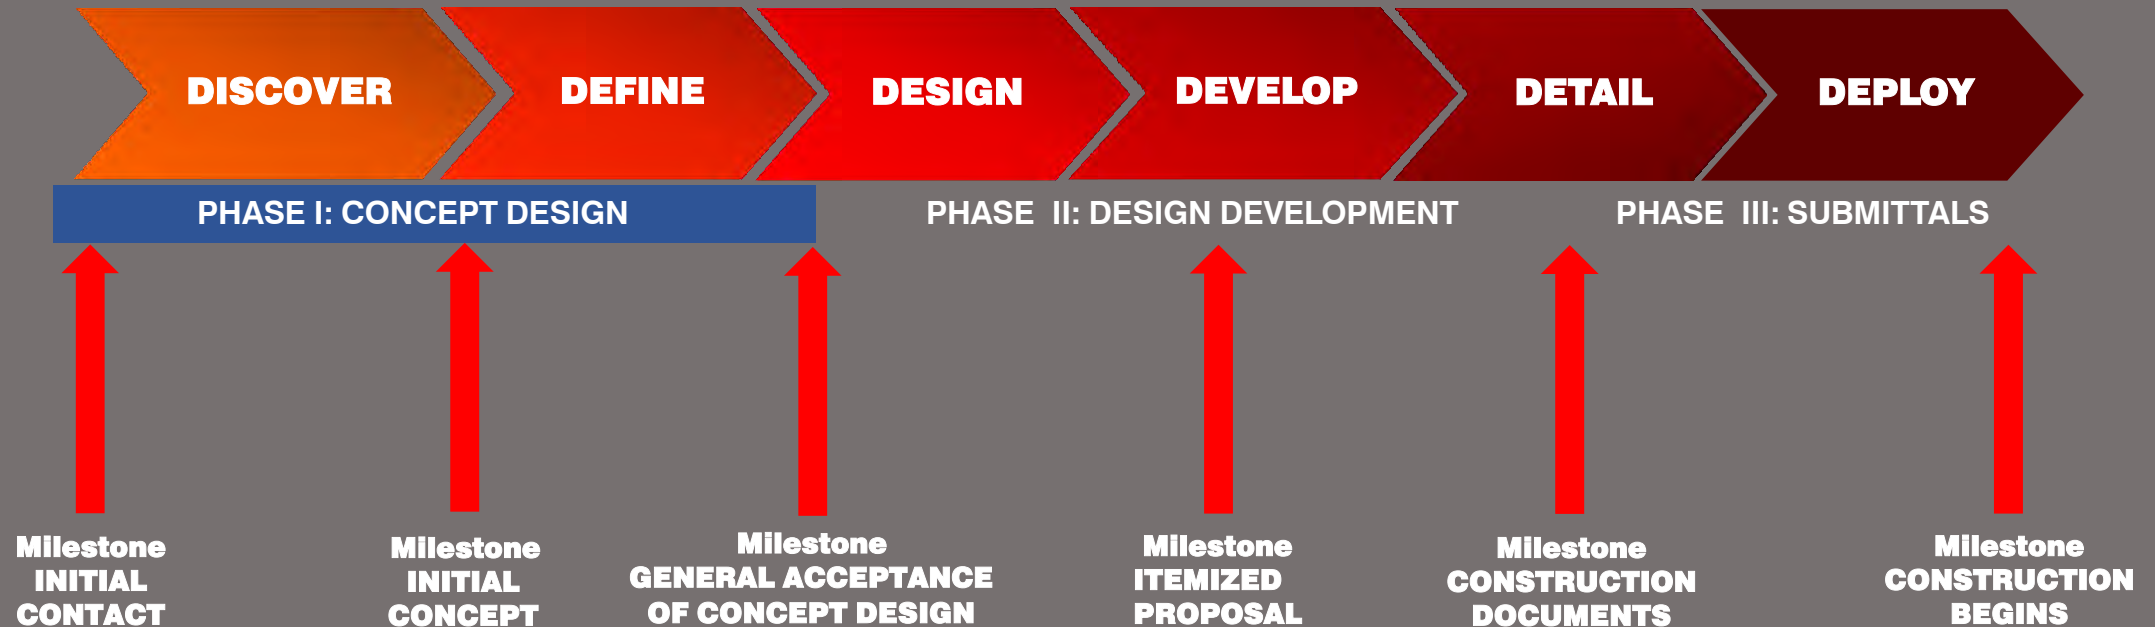 DISCOVER
DEFINE
DESIGN
DEVELOP
DETAIL
DEPLOY
PHASE I: CONCEPT DESIGN
PHASE  II: DESIGN DEVELOPMENT
PHASE  III: SUBMITTALS
Milestone
INITIAL
CONTACT
Milestone
INITIAL
CONCEPT
Milestone
GENERAL ACCEPTANCE
OF CONCEPT DESIGN
Milestone
ITEMIZED
PROPOSAL
Milestone
CONSTRUCTION
DOCUMENTS
Milestone
CONSTRUCTION
BEGINS